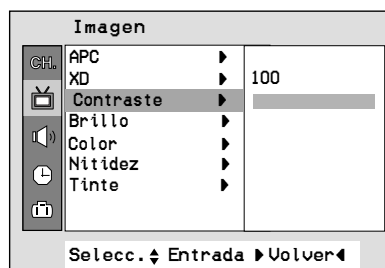 Imagen
CH.
APC
XD
Contraste
Brillo
Color
Nitidez
Tinte
100
Selecc. Entrada Volver